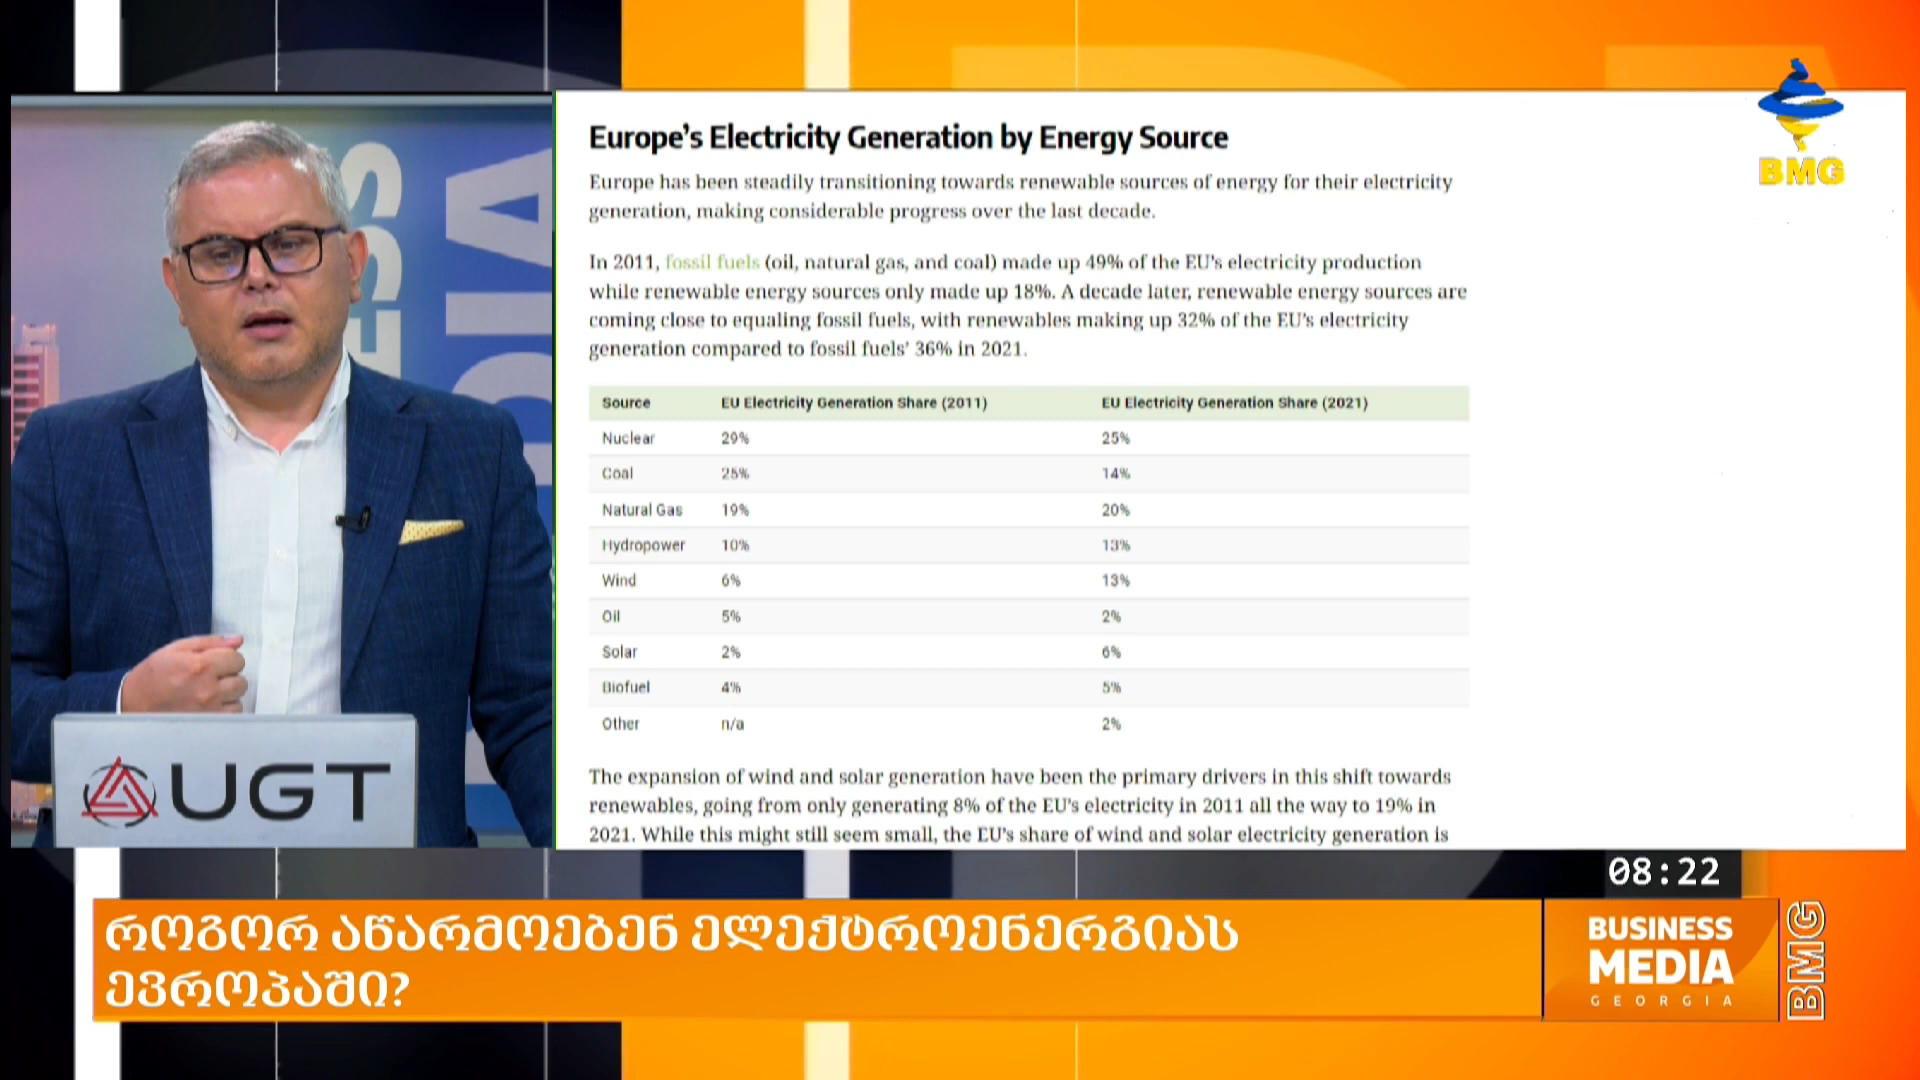 Europe's Electricity Generation by Energy Source
Europe has been steadily transitioning towards renewable sources of energy for their electricity
generation, making considerable progress over the last decade.
In 2011, fossil fuels (oil, natural gas, and coal) made up 49% of the EU's electricity production
while renewable energy sources only made up 18%. A decade later, renewable energy sources are
coming close to equaling fossil fuels, with renewables making up 32% of the EU's electricity
generation compared to fossil fuels' 36% in 2021.
Source EU Electricity Generation Share (2011) EU Electricity Generation Share (2021)
Nuclear 29% 25%
Coal 25% 14%
Natural Gas 19% 20%
Hydropower 10% 13%
Wind 6% 13%
Oil 5% 2%
Solar 2% 6%
Biofuel 4% 5%
Other n/a 2%
The expansion of wind and solar generation have been the primary drivers in this shift towards
renewables, going from only generating 8% of the EU's electricity in 2011 all the way to 19% in
2021. While this might still seem small, the EU's share of wind and solar electricity generation is
BMG
UGT
08:22
როგორ აწარმოებენ ელექტროენერგიას
ევროპაში?
BUSINESS
MEDIA
GEORGIA
BMG